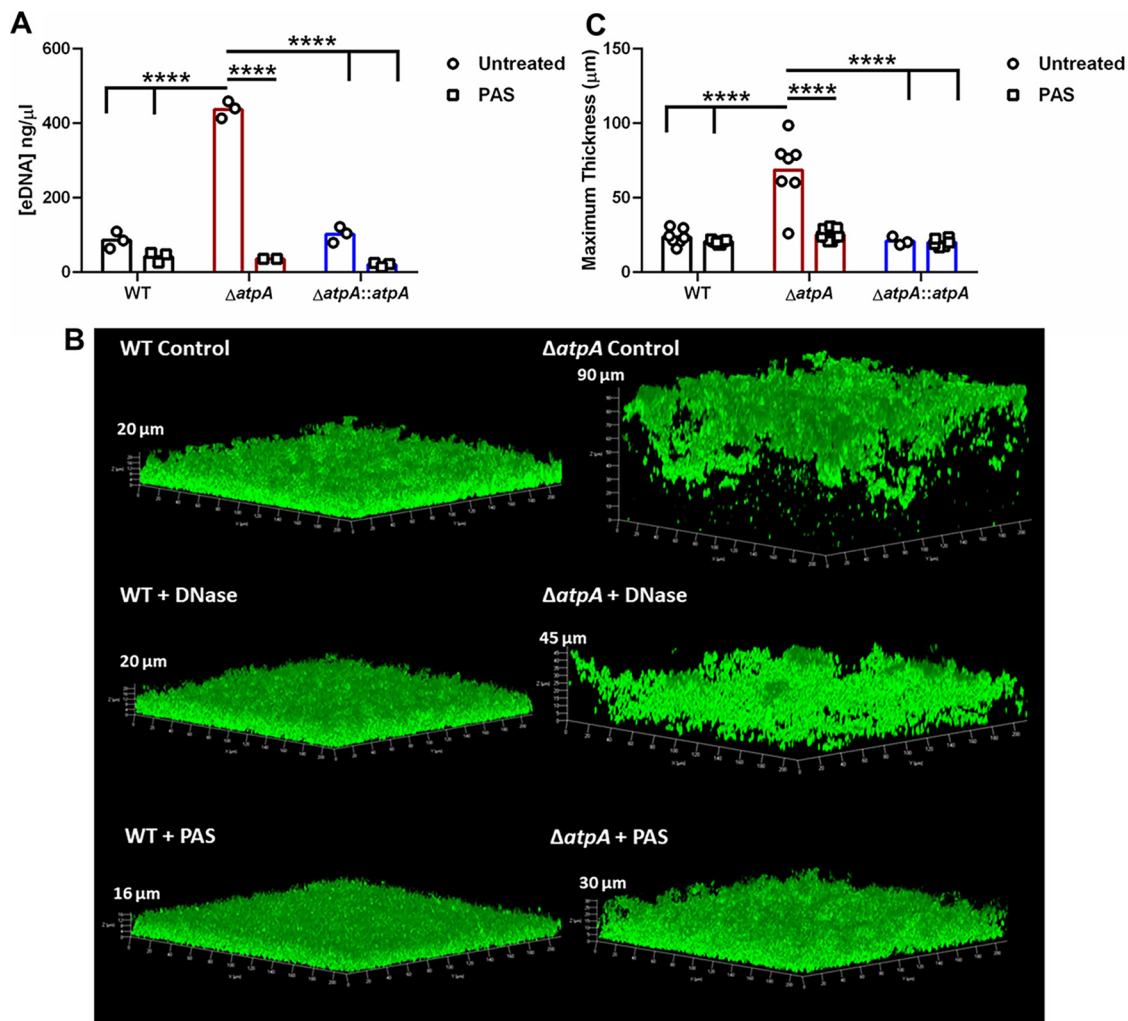 A
600
400
200
0
[eDNA] ng/µl
****
****
****
Untreated
PAS
WT
ΔatpA
ΔatpA::atpA
C
150
100
50
0
Maximum Thickness (µm)
****
****
****
Untreated
PAS
WT
ΔatpA
ΔatpA::atpA
B
WT Control
20 µm
ΔatpA Control
90 µm
WT + DNase
20 µm
ΔatpA + DNase
45 µm
WT + PAS
16 µm
ΔatpA + PAS
30 µm